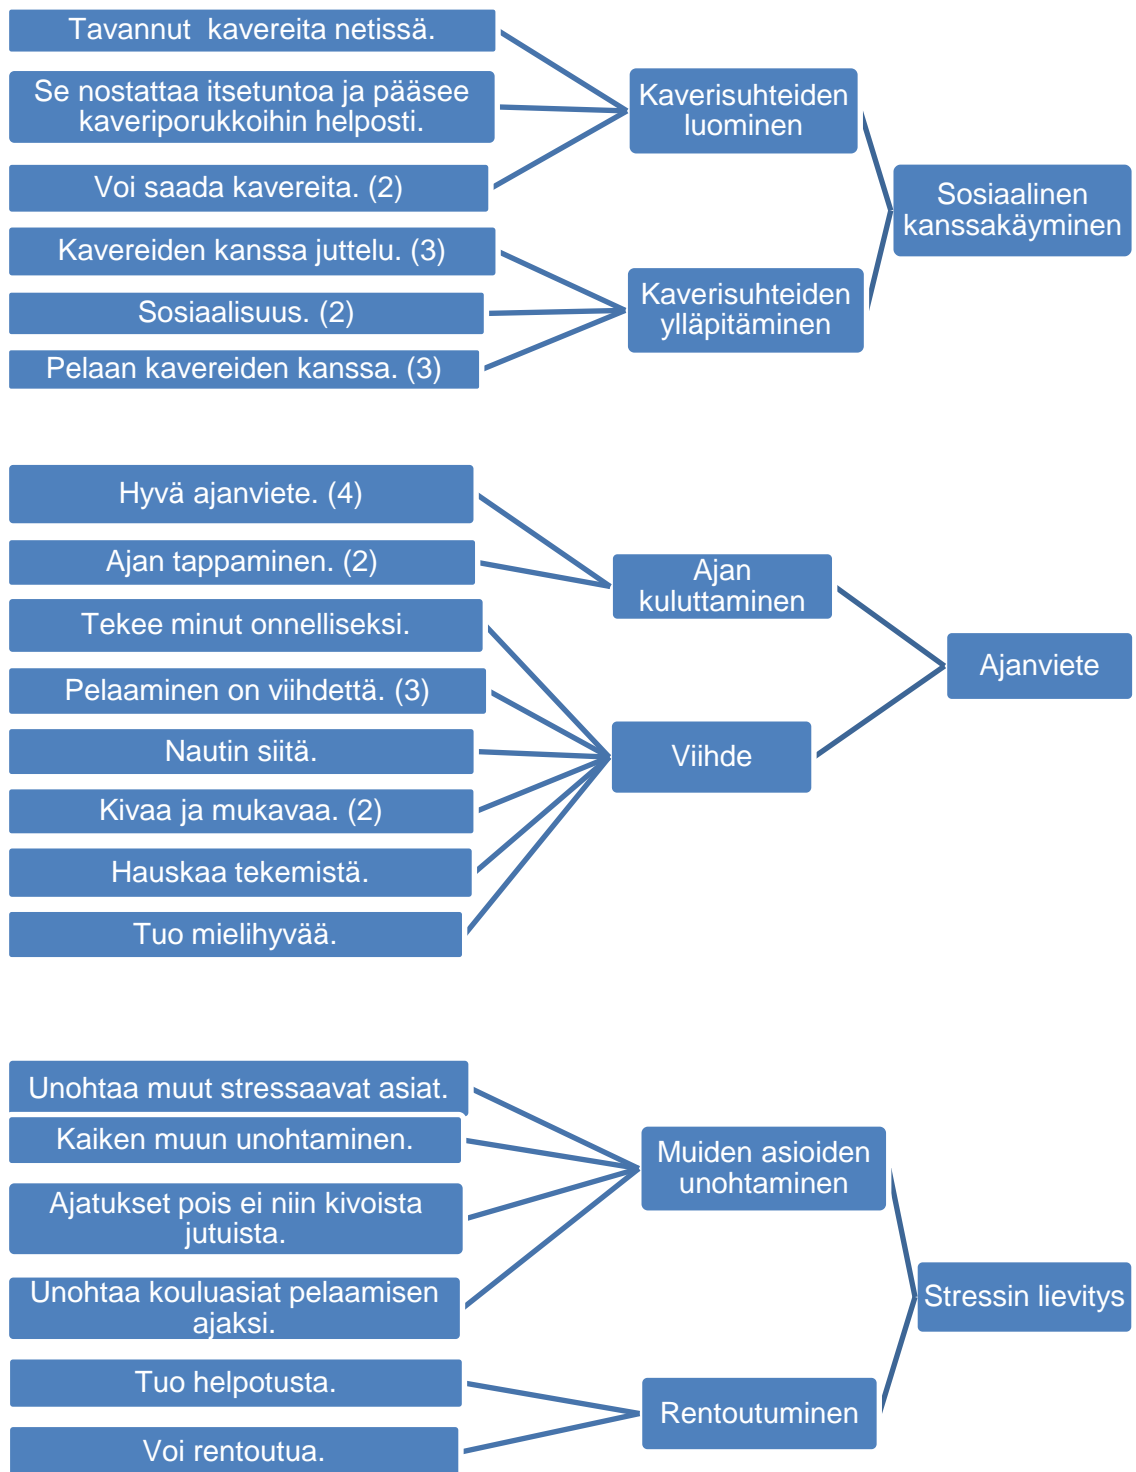 Tavannut  kavereita netissä.
Se nostattaa itsetuntoa ja pääsee
kaveriporukkoihin helposti.
Voi saada kavereita. (2)
Kavereiden kanssa juttelu. (3)
Sosiaalisuus. (2)
Pelaan kavereiden kanssa. (3)
Kaverisuhteiden
luominen
Kaverisuhteiden
ylläpitäminen
Sosiaalinen
kanssakäyminen
Hyvä ajanviete. (4)
Ajan tappaminen. (2)
Tekee minut onnelliseksi.
Pelaaminen on viihdettä. (3)
Nautin siitä.
Kivaa ja mukavaa. (2)
Hauskaa tekemistä.
Tuo mielihyvää.
Ajan
kuluttaminen
Viihde
Ajanviete
Unohtaa muut stressaavat asiat.
Kaiken muun unohtaminen.
Ajatukset pois ei niin kivoista
jutuista.
Unohtaa kouluasiat pelaamisen
ajaksi.
Tuo helpotusta.
Voi rentoutua.
Muiden asioiden
unohtaminen
Rentoutuminen
Stressin lievitys